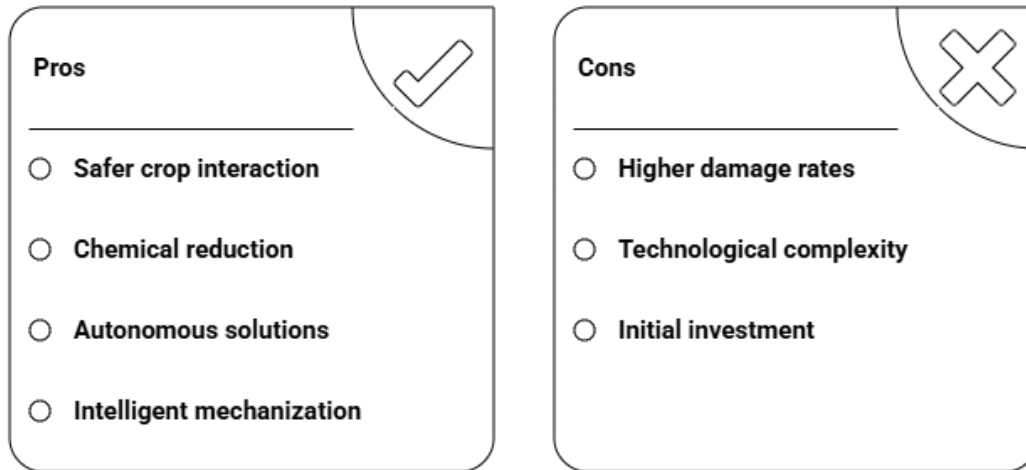 Pros
Safer crop interaction
Chemical reduction
Autonomous solutions
Intelligent mechanization
Cons
Higher damage rates
Technological complexity
Initial investment